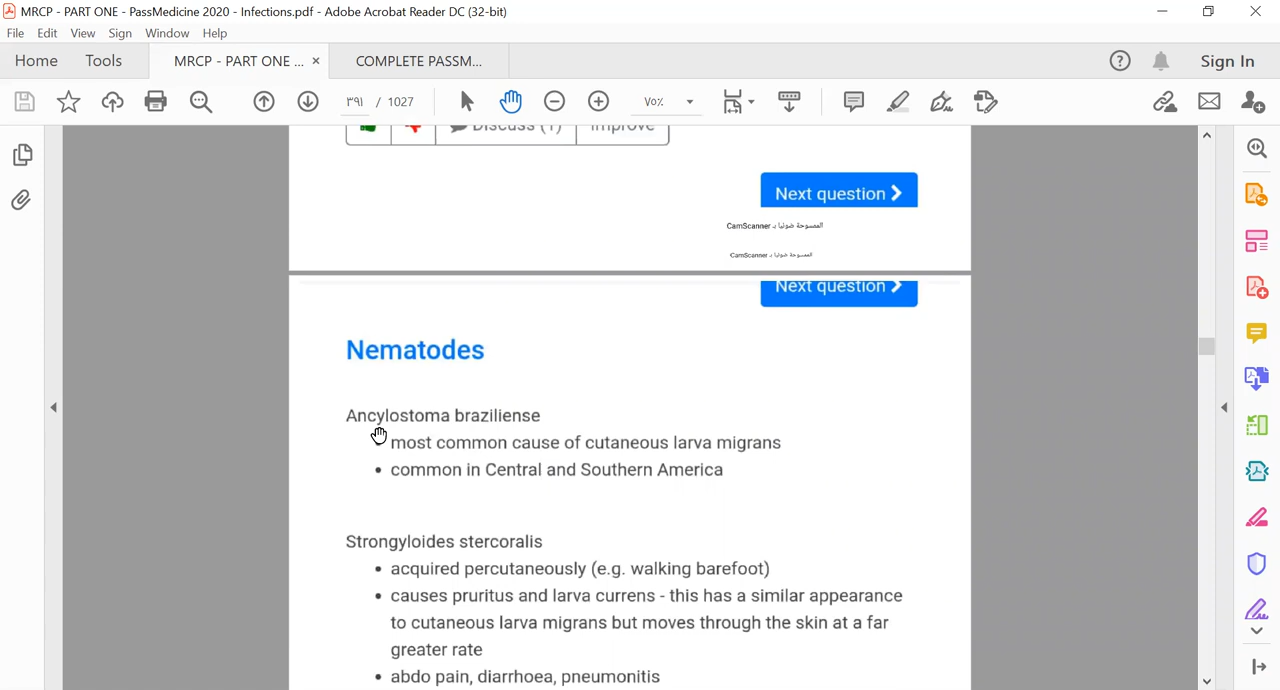 MRCP - PART ONE - PassMedicine 2020 - Infections.pdf - Adobe Acrobat Reader DC (32-bit)
File Edit View Sign Window Help
Home Tools MRCP - PART ONE ... × COMPLETE PASSM... Sign In
٣٩١ / 1027 ٧٥٪
Discuss (1) Improve
Next question
الممسوحة ضوئيا بـ CamScanner
الممسوحة ضوئيا بـ CamScanner
Next question
Nematodes
Ancylostoma braziliense
most common cause of cutaneous larva migrans
• common in Central and Southern America
Strongyloides stercoralis
• acquired percutaneously (e.g. walking barefoot)
• causes pruritus and larva currens - this has a similar appearance
to cutaneous larva migrans but moves through the skin at a far
greater rate
• abdo pain, diarrhoea, pneumonitis